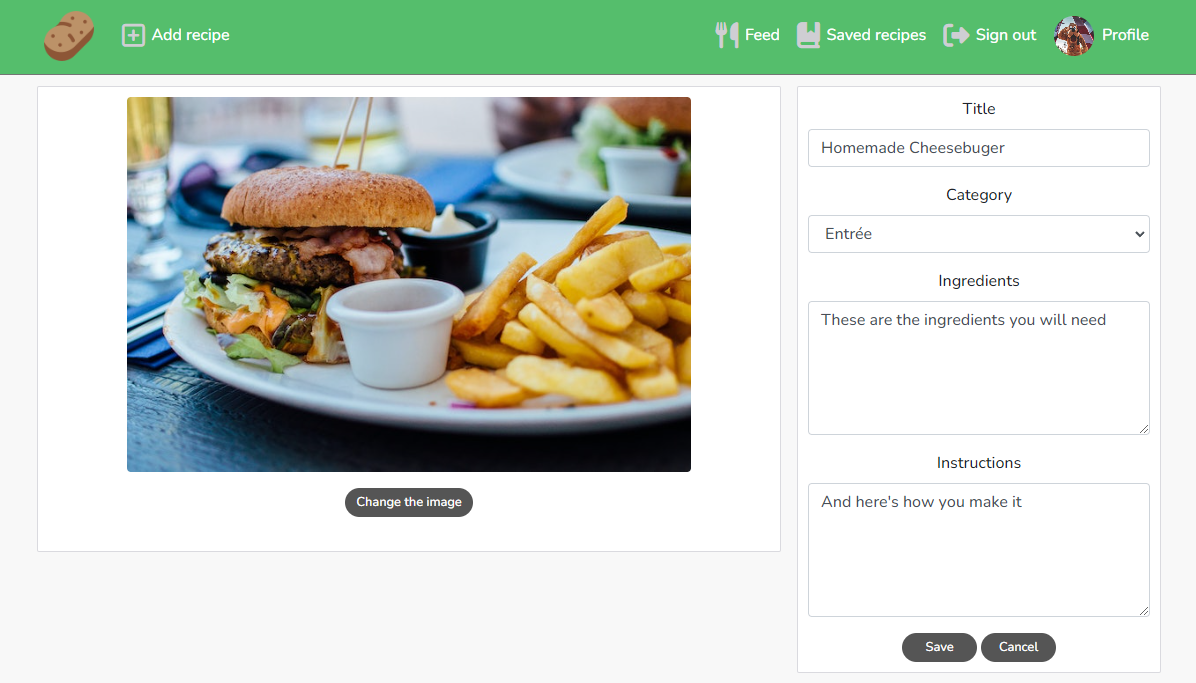 Add recipe
Feed
Saved recipes
Sign out
Profile
Change the image
Title
Homemade Cheesebuger
Category
Entrée
Ingredients
These are the ingredients you will need
Instructions
And here's how you make it
Save
Cancel